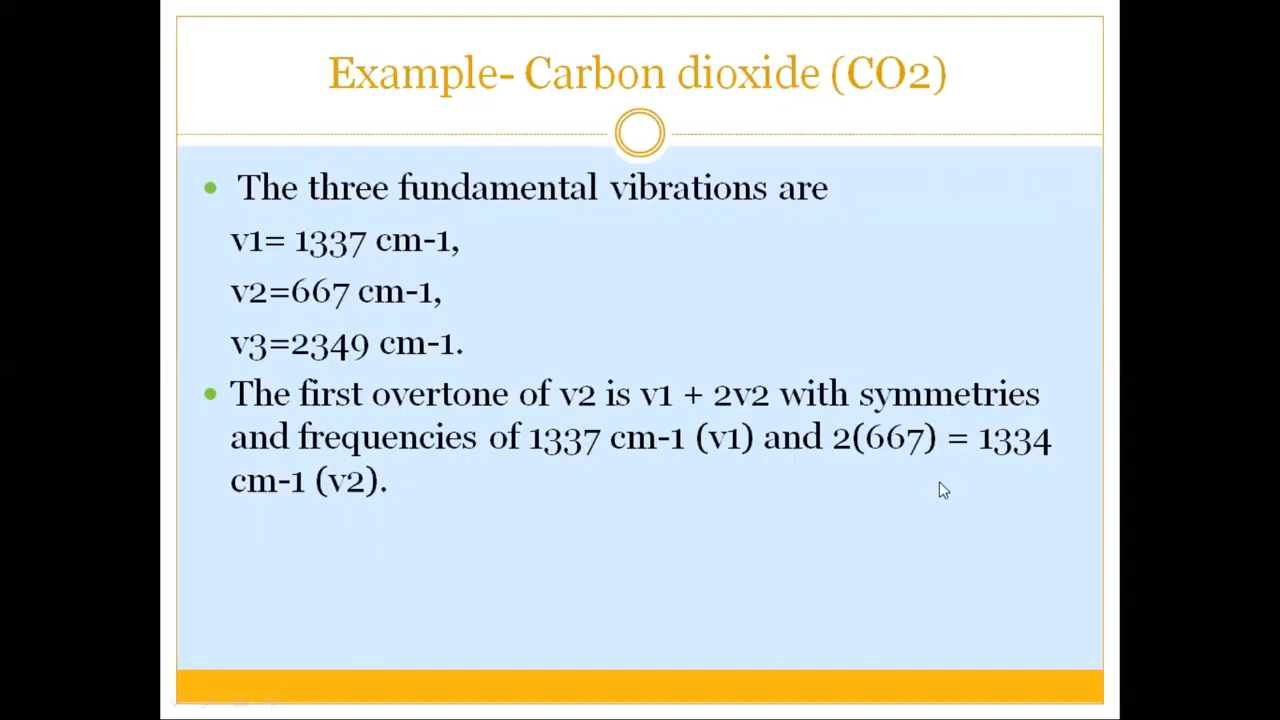 Example- Carbon dioxide (CO2)
The three fundamental vibrations are
v1= 1337 cm-1,
v2=667 cm-1,
v3=2349 cm-1.
The first overtone of v2 is v1 + 2v2 with symmetries
and frequencies of 1337 cm-1 (v1) and 2(667) = 1334
cm-1 (v2).